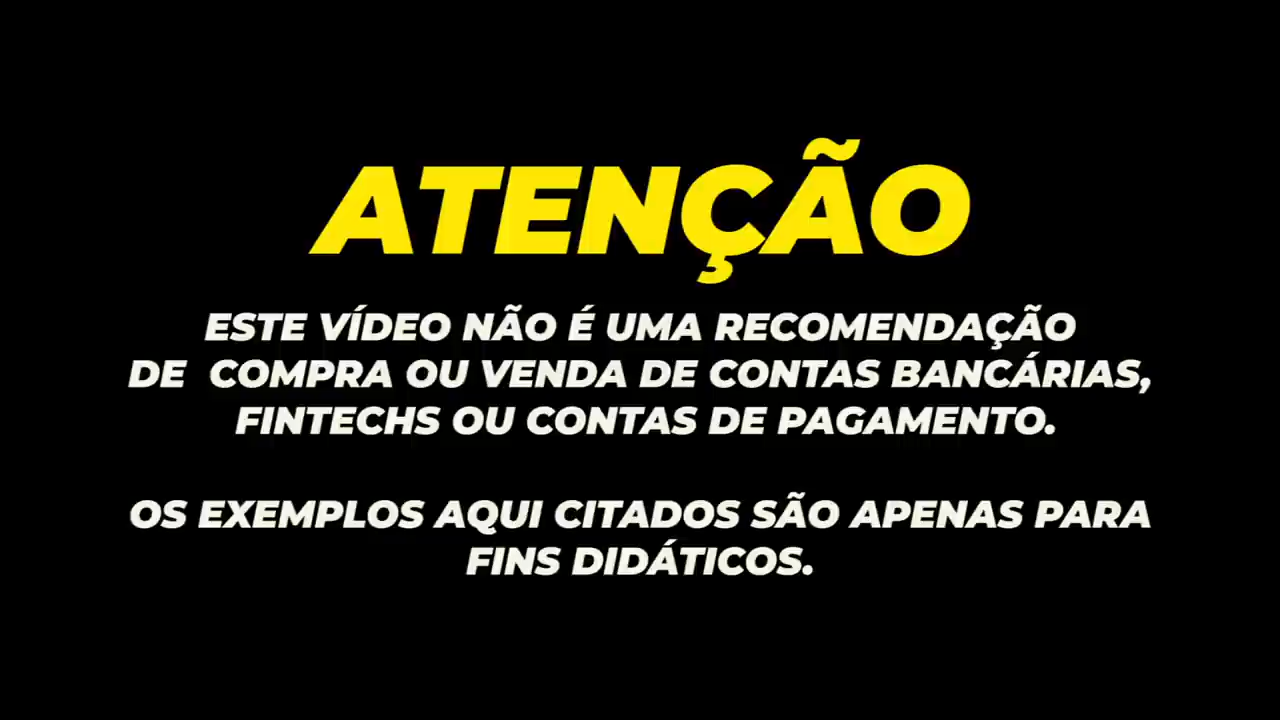 ATENÇÃO
ESTE VÍDEO NÃO É UMA RECOMENDAÇÃO
DE COMPRA OU VENDA DE CONTAS BANCÁRIAS,
FINTECHS OU CONTAS DE PAGAMENTO.
OS EXEMPLOS AQUI CITADOS SÃO APENAS PARA
FINS DIDÁTICOS.